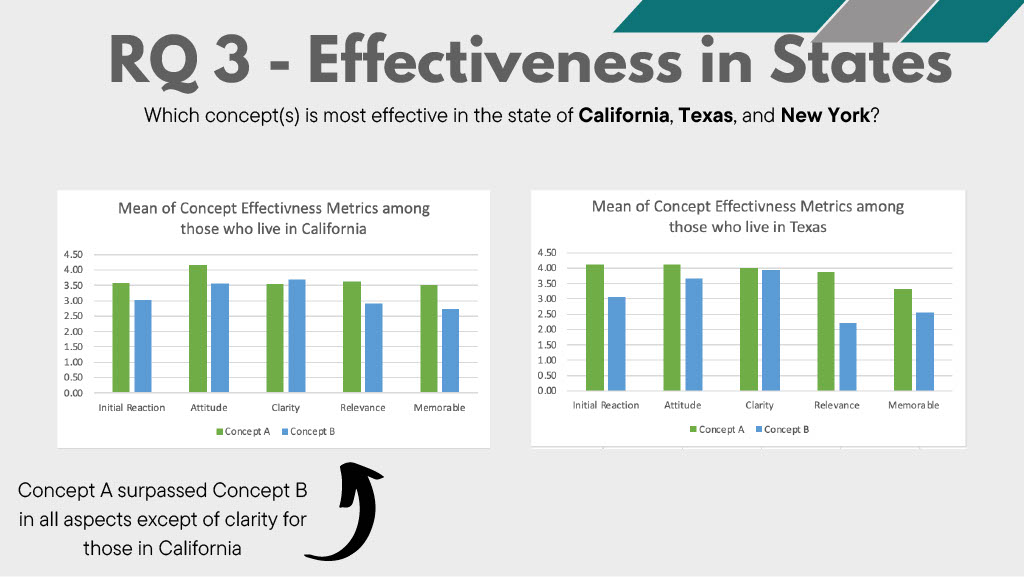 RQ 3 - Effectiveness in States
Which concept(s) is most effective in the state of California, Texas, and New York?
Mean of Concept Effectivness Metrics among
those who live in California
4.50
4.00
3.50
3.00
2.50
2.00
1.50
1.00
0.50
0.00
Initial Reaction Attitude Clarity Relevance Memorable
Concept A Concept B
Mean of Concept Effectivness Metrics among
those who live in Texas
4.50
4.00
3.50
3.00
2.50
2.00
1.50
1.00
0.50
0.00
Initial Reaction Attitude Clarity Relevance Memorable
Concept A Concept B
Concept A surpassed Concept B
in all aspects except of clarity for
those in California